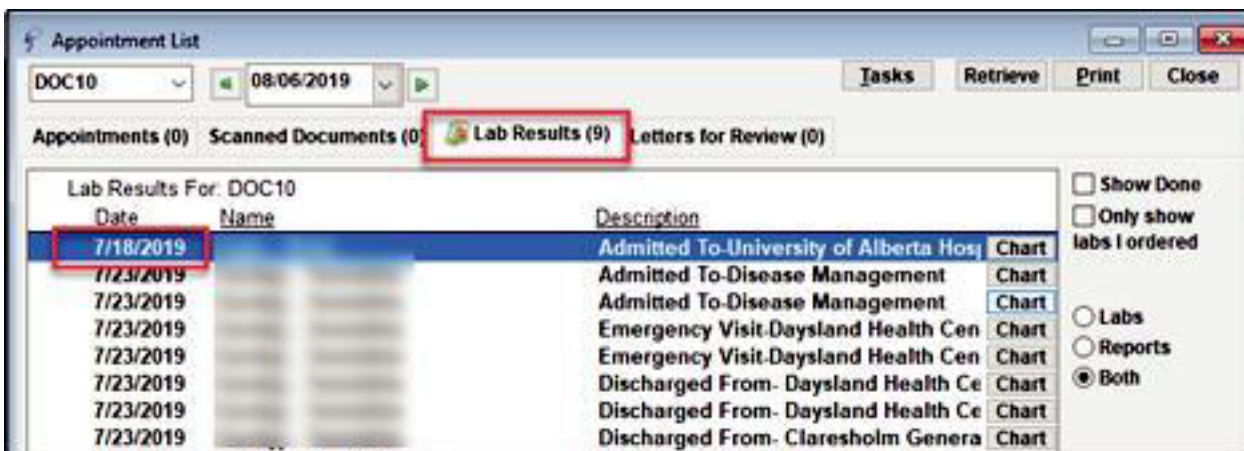 Appointment List
DOC10 08/06/2019 Tasks Retrieve Print Close
Appointments (0) Scanned Documents (0) Lab Results (9) Letters for Review (0)
Lab Results For: DOC10
Date Name Description
7/18/2019 Admitted To-University of Alberta Hosp Chart
7/23/2019 Admitted To-Disease Management Chart
7/23/2019 Admitted To-Disease Management Chart
7/23/2019 Emergency Visit-Daysland Health Cen Chart
7/23/2019 Emergency Visit-Daysland Health Cen Chart
7/23/2019 Discharged From- Daysland Health Ce Chart
7/23/2019 Discharged From- Daysland Health Ce Chart
7/23/2019 Discharged From- Claresholm Genera Chart
Show Done
Only show
labs I ordered
Labs
Reports
Both